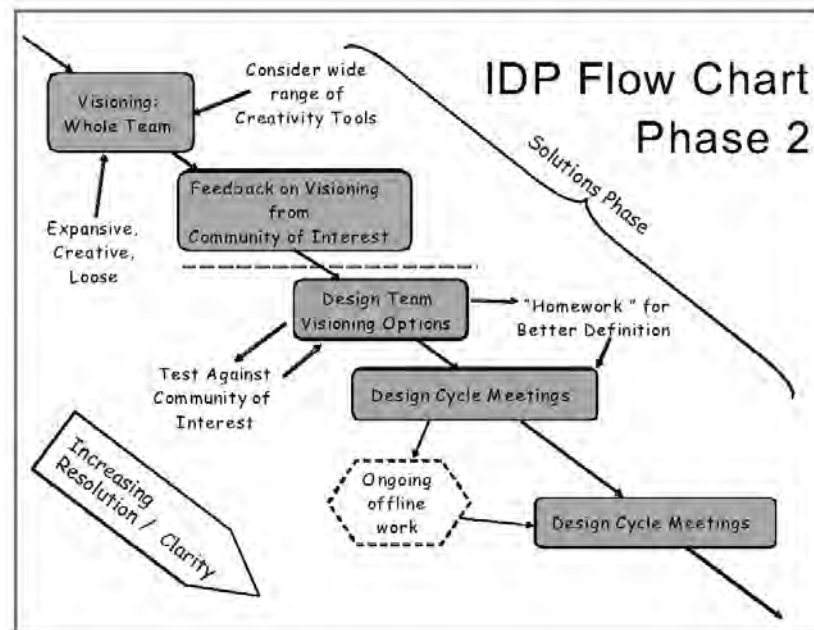 IDP Flow Chart
Phase 2
Visioning:
Whole Team
Consider wide
range of
Creativity Tools
Solutions Phase
Feedback on Visioning
from
Community of Interest
Expansive,
Creative,
Loose
Design Team
Visioning Options
"Homework" for
Better Definition
Test Against
Community of
Interest
Design Cycle Meetings
Increasing
Resolution / Clarity
Ongoing
offline
work
Design Cycle Meetings